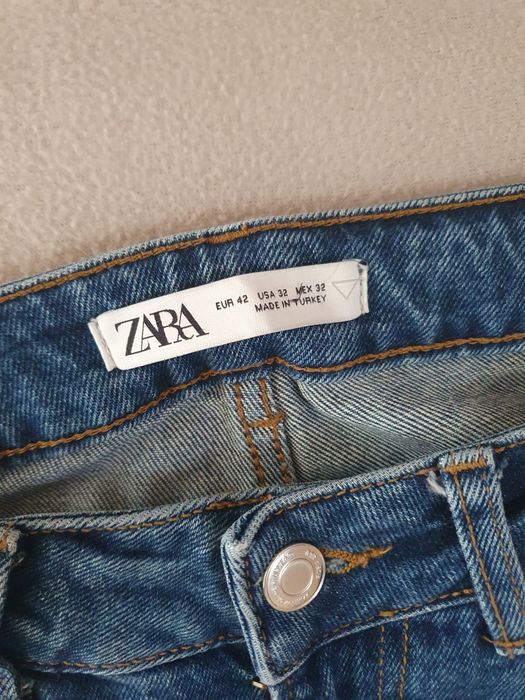 ZARA
EUR 42 USA 32 MEX 32
MADE IN TURKEY